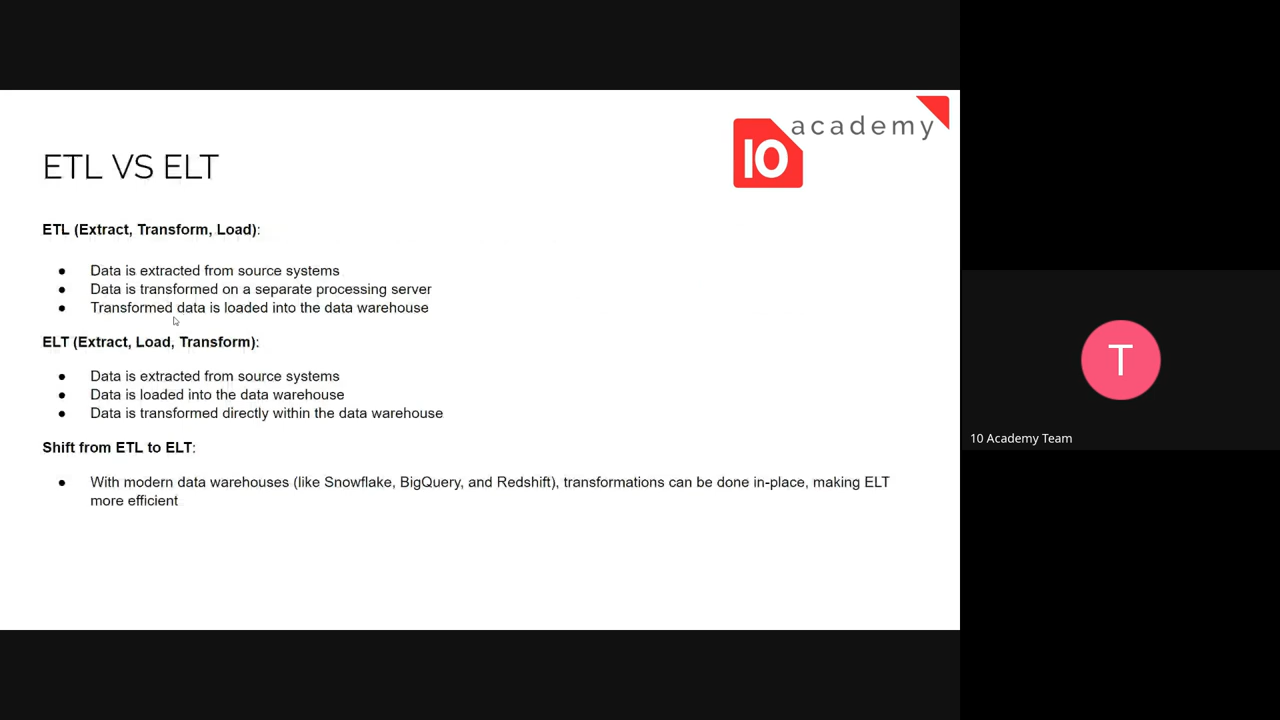 10 academy
ETL VS ELT
ETL (Extract, Transform, Load):
● Data is extracted from source systems
● Data is transformed on a separate processing server
● Transformed data is loaded into the data warehouse
ELT (Extract, Load, Transform):
● Data is extracted from source systems
● Data is loaded into the data warehouse
● Data is transformed directly within the data warehouse
Shift from ETL to ELT:
● With modern data warehouses (like Snowflake, BigQuery, and Redshift), transformations can be done in-place, making ELT
more efficient
T
10 Academy Team